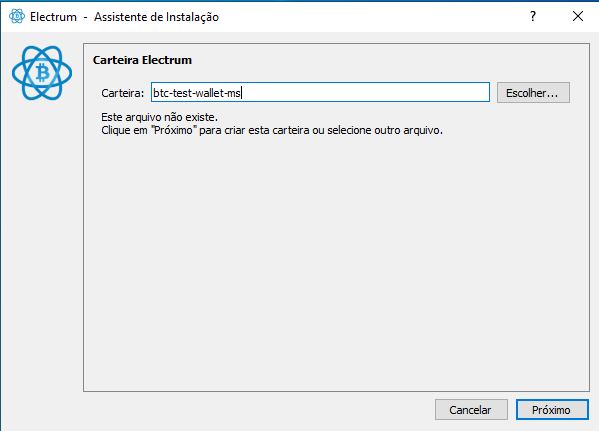 Electrum - Assistente de Instalação
Carteira Electrum
Carteira: btc-test-wallet-ms Escolher...
Este arquivo não existe.
Clique em "Próximo" para criar esta carteira ou selecione outro arquivo.
Cancelar Próximo